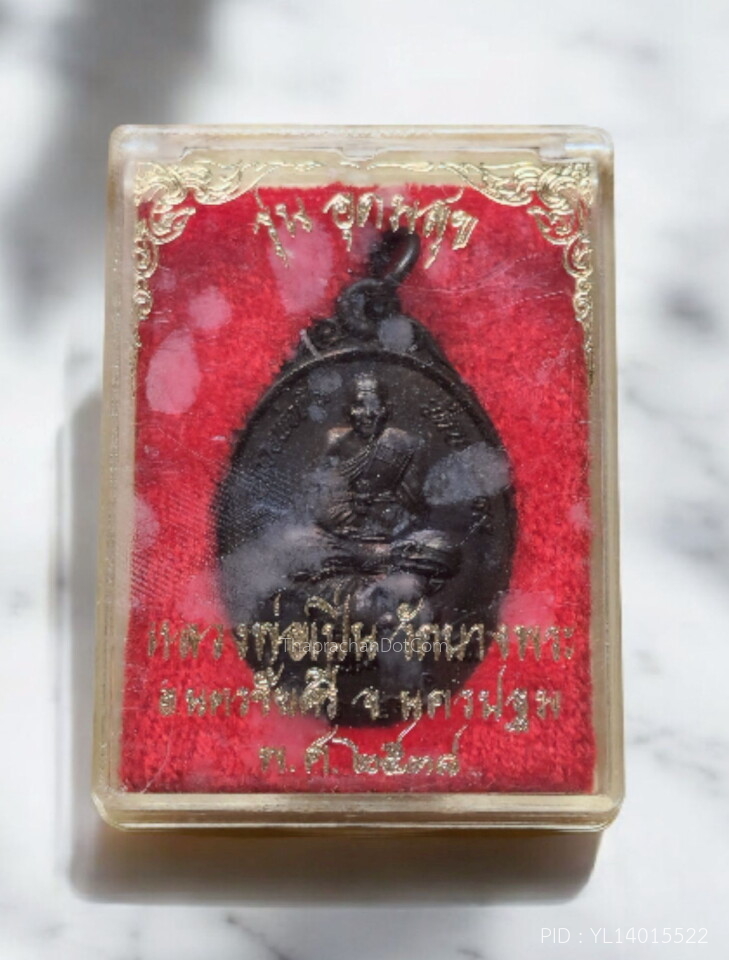 รุ่น อุดมสุข
หลวงพ่อเปิ่น วัดบางพระ
ThaprachanDotCom
อ.นครชัยศรี จ.นครปฐม
พ.ศ. ๒๕๓๘
PID : YL14015522